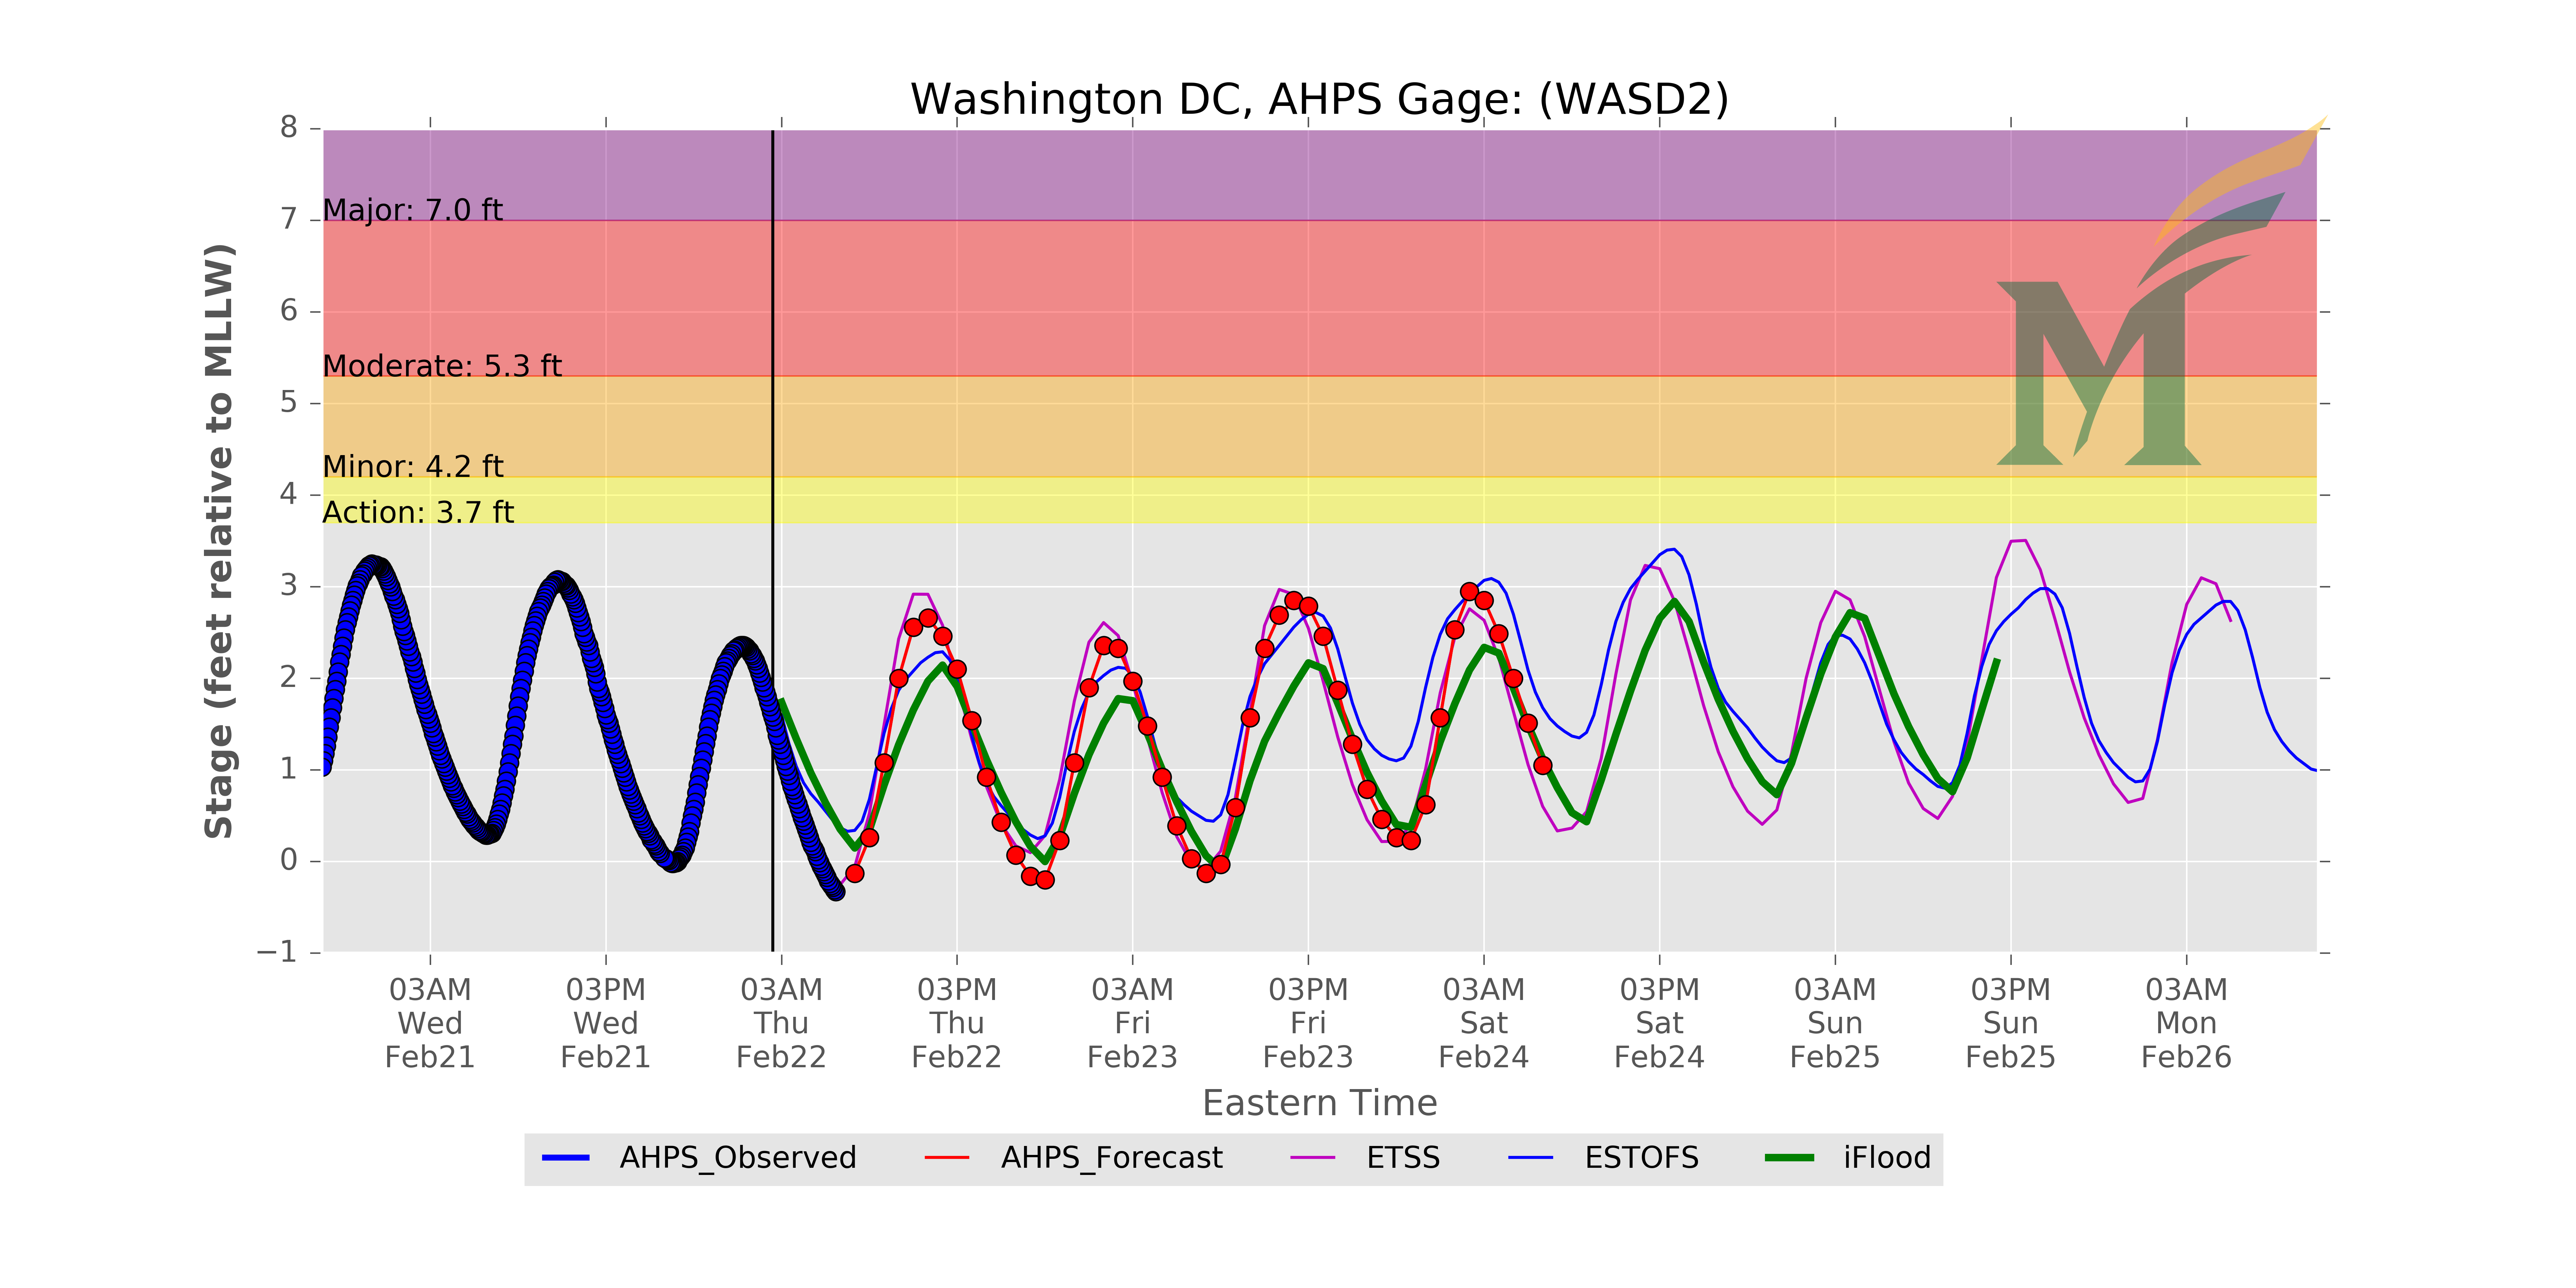 Washington DC, AHPS Gage: (WASD2)
Stage (feet relative to MLLW)
8
7
6
5
4
3
2
1
0
−1
Major: 7.0 ft
Moderate: 5.3 ft
Minor: 4.2 ft
Action: 3.7 ft
M
03AM 03PM 03AM 03PM 03AM 03PM 03AM 03PM 03AM 03PM 03AM
Wed Wed Thu Thu Fri Fri Sat Sat Sun Sun Mon
Feb21 Feb21 Feb22 Feb22 Feb23 Feb23 Feb24 Feb24 Feb25 Feb25 Feb26
Eastern Time
AHPS_Observed AHPS_Forecast ETSS ESTOFS iFlood